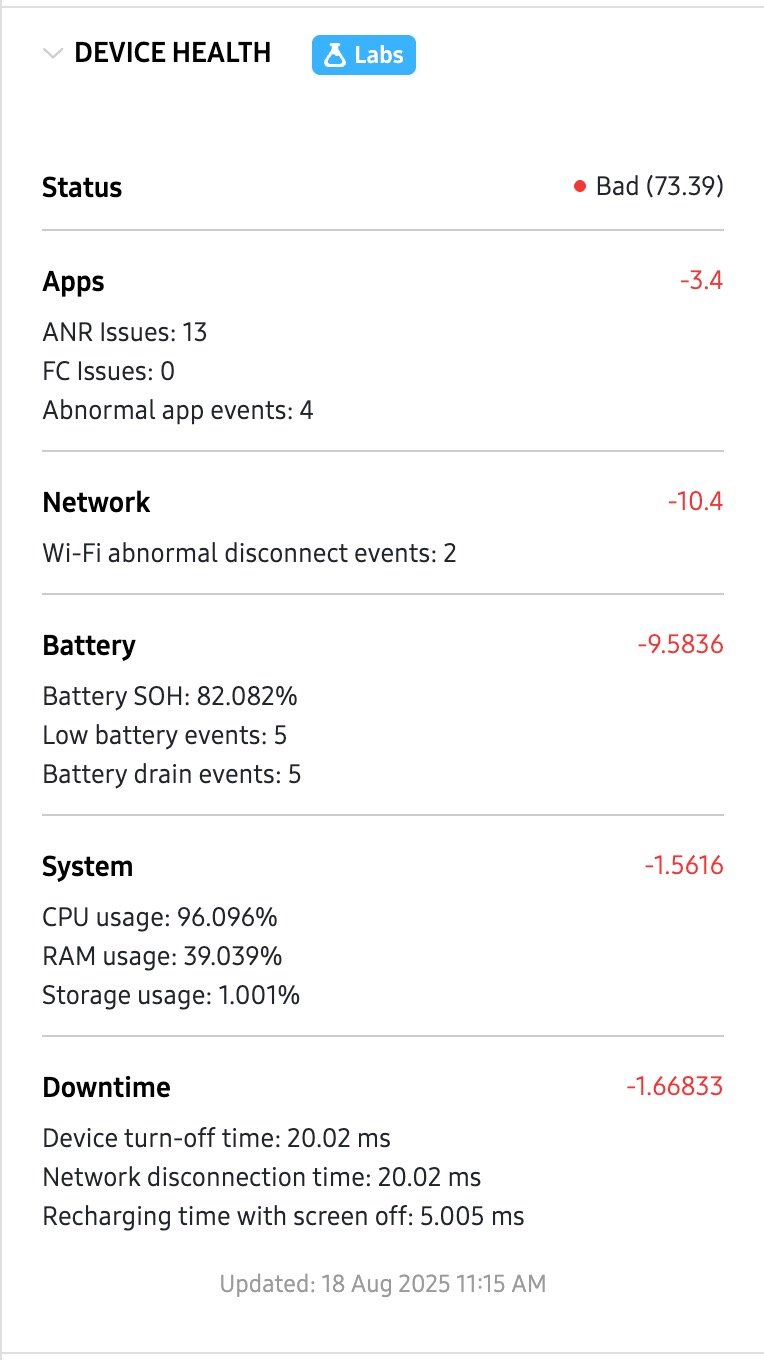 DEVICE HEALTH Labs
Status Bad (73.39)
Apps -3.4
ANR Issues: 13
FC Issues: 0
Abnormal app events: 4
Network -10.4
Wi-Fi abnormal disconnect events: 2
Battery -9.5836
Battery SOH: 82.082%
Low battery events: 5
Battery drain events: 5
System -1.5616
CPU usage: 96.096%
RAM usage: 39.039%
Storage usage: 1.001%
Downtime -1.66833
Device turn-off time: 20.02 ms
Network disconnection time: 20.02 ms
Recharging time with screen off: 5.005 ms
Updated: 18 Aug 2025 11:15 AM